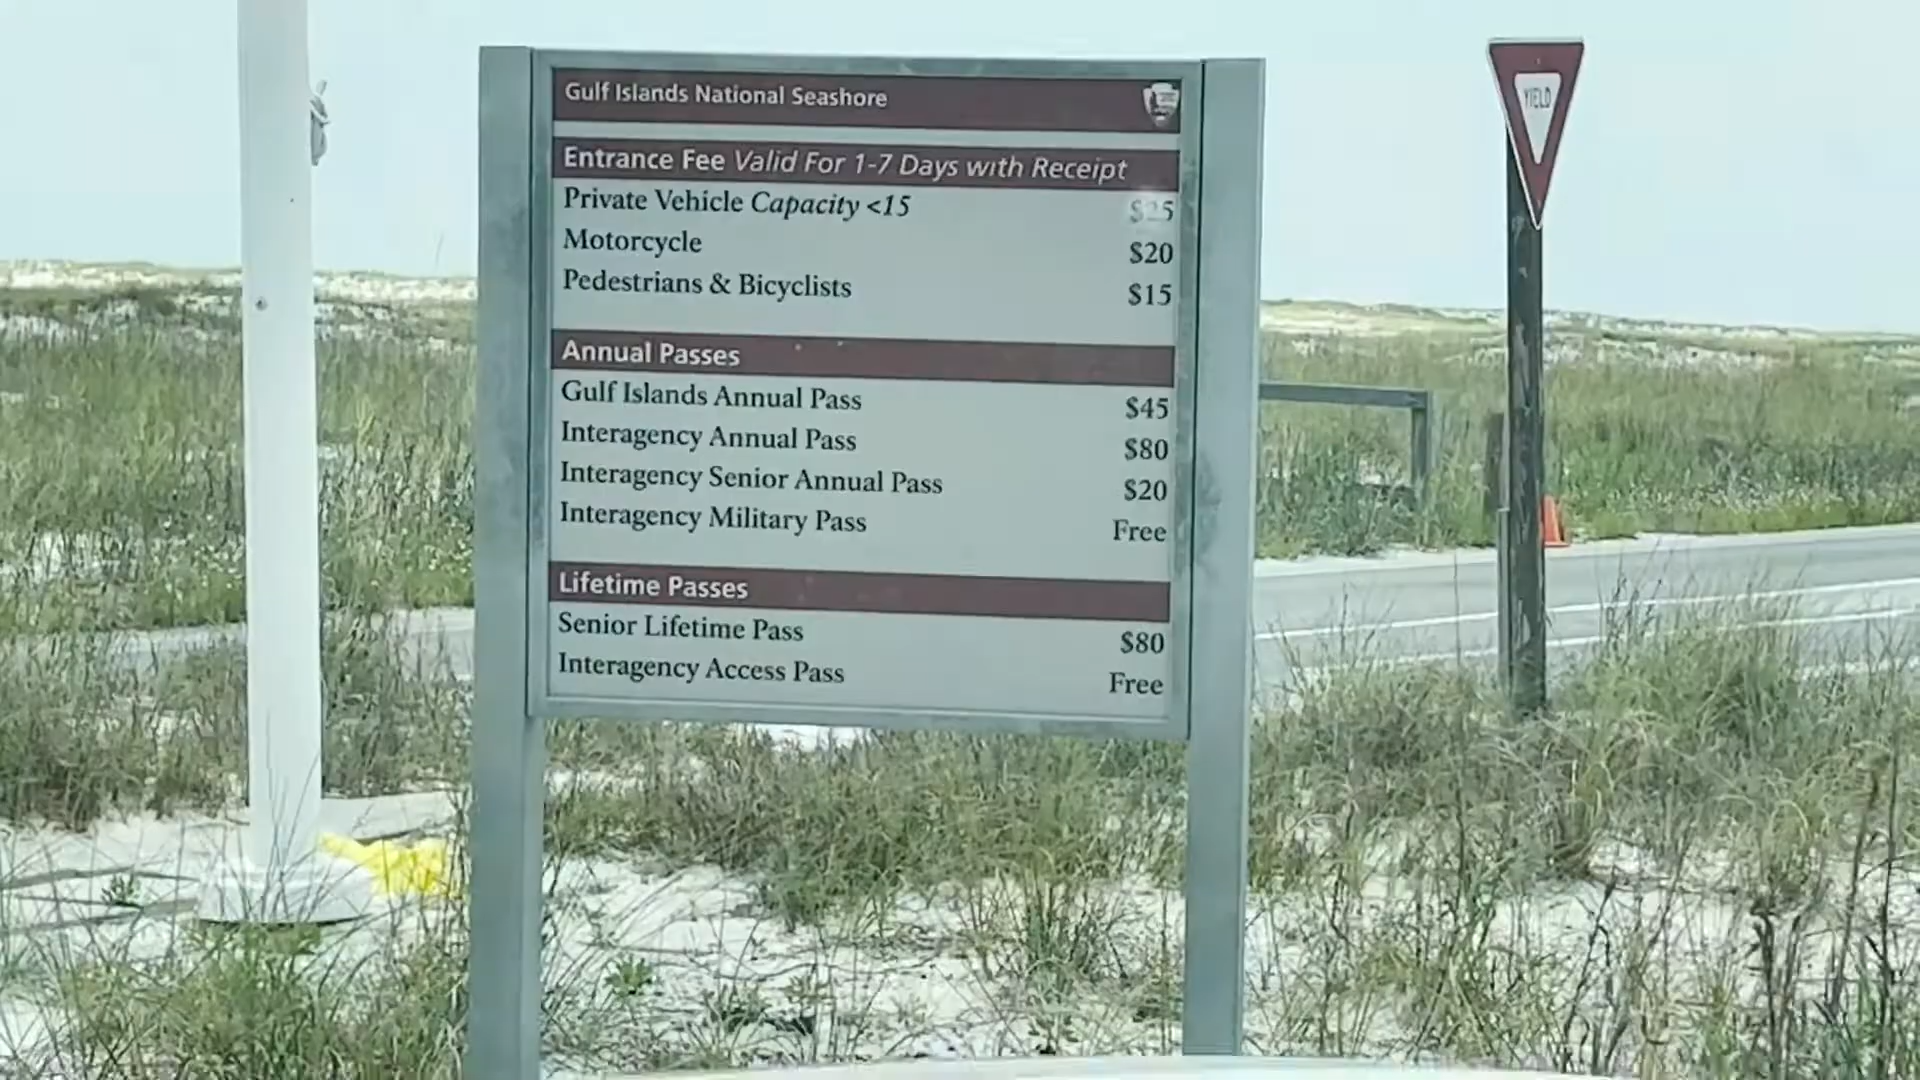 Gulf Islands National Seashore
Entrance Fee Valid For 1-7 Days with Receipt
Private Vehicle Capacity <15 $25
Motorcycle $20
Pedestrians & Bicyclists $15
Annual Passes
Gulf Islands Annual Pass $45
Interagency Annual Pass $80
Interagency Senior Annual Pass $20
Interagency Military Pass Free
Lifetime Passes
Senior Lifetime Pass $80
Interagency Access Pass Free
YIELD